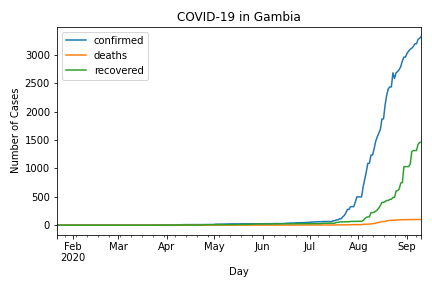 COVID-19 in Gambia
confirmed
deaths
recovered
Number of Cases
3000
2500
2000
1500
1000
500
0
Feb
2020
Mar
Apr
May
Jun
Jul
Aug
Sep
Day